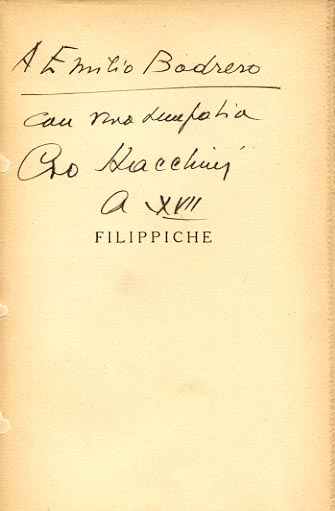 A Emilio Bodrero
con viva simpatia
A XVII
FILIPPICHE